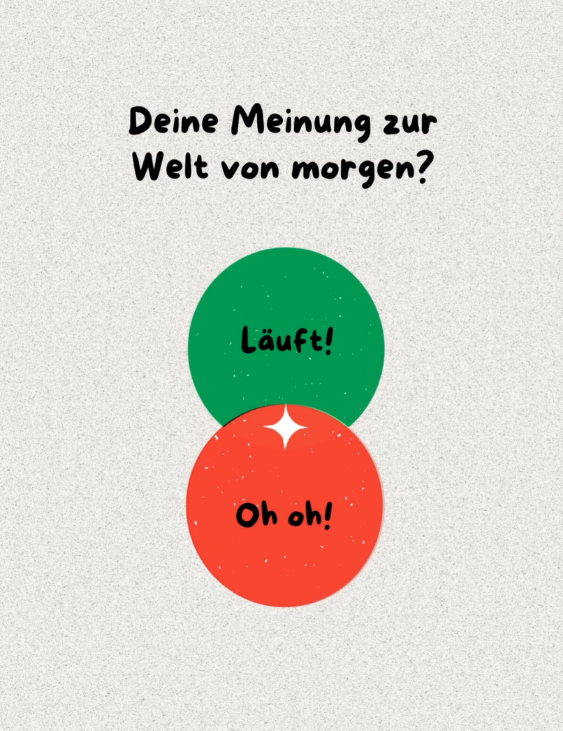 Deine Meinung zur
Welt von morgen?
Läuft!
Oh oh!